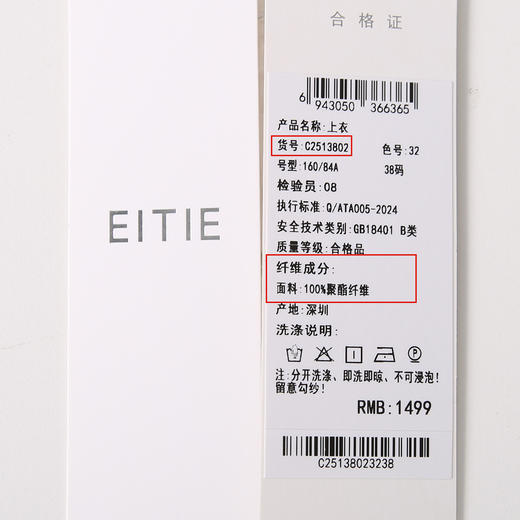 EITIE
合格证
6 943050 366365
产品名称:上衣
货号:C2513802 色号:32
号型:160/84A 38码
检验员:08
执行标准:Q/ATA005-2024
安全技术类别:GB18401 B类
质量等级:合格品
纤维成分:
面料:100%聚酯纤维
产地:深圳
洗涤说明:
注:分开洗涤、即洗即晾、不可浸泡!
留意勾纱!
RMB:1499
C25138023238